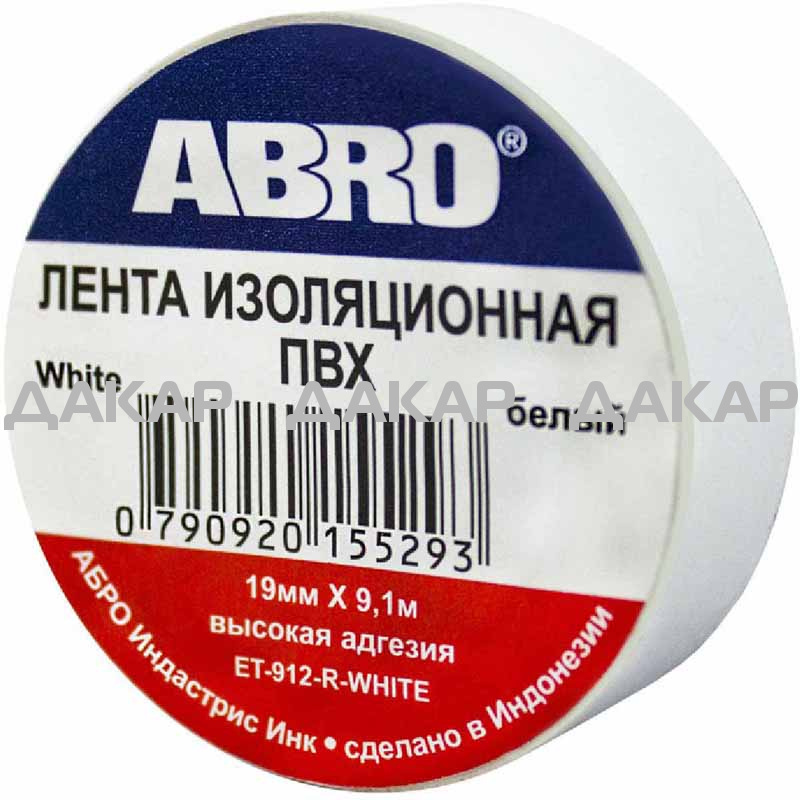 ABRO®
ЛЕНТА ИЗОЛЯЦИОННАЯ
ПВХ
White
белый
ДАКАР ДАКАР ДАКАР
0 790920 155293
19мм X 9,1м
высокая адгезия
ET-912-R-WHITE
АБРО Индастрис Инк • сделано в Индонезии